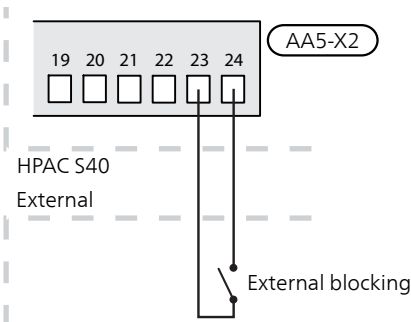 AA5-X2
19 20 21 22 23 24
HPAC S40
External
External blocking